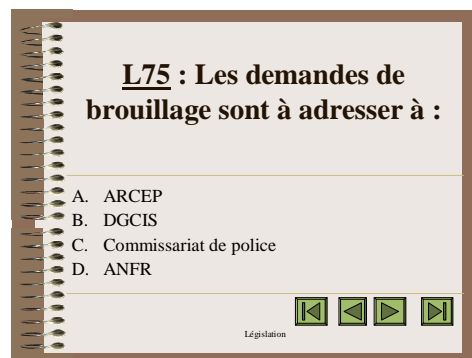 L75 : Les demandes de
brouillage sont à adresser à :
A. ARCEP
B. DGCIS
C. Commissariat de police
D. ANFR
Législation